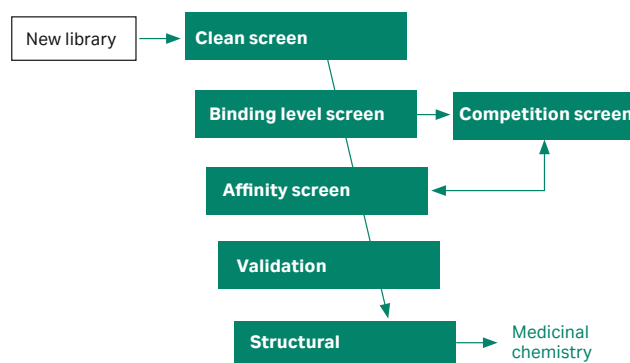 New library
Clean screen
Binding level screen
Competition screen
Affinity screen
Validation
Structural
Medicinal
chemistry